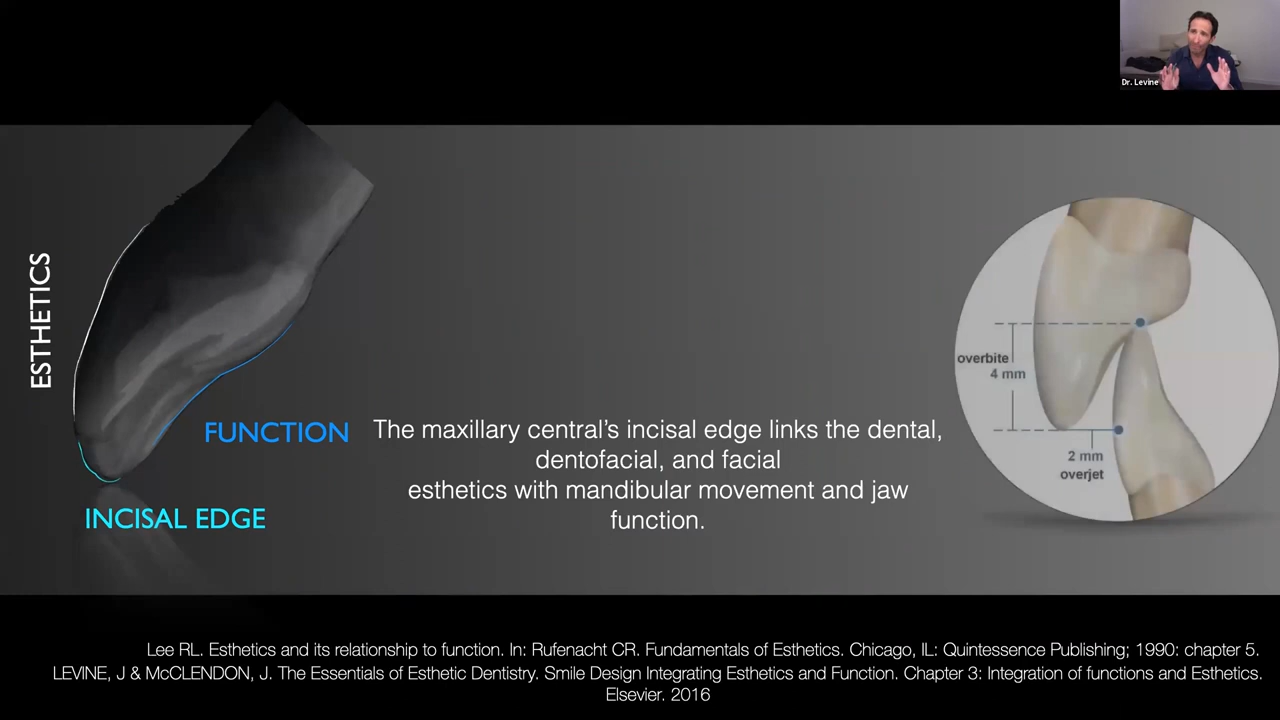 Dr. Levine
ESTHETICS
FUNCTION
INCISAL EDGE
The maxillary central’s incisal edge links the dental,
dentofacial, and facial
esthetics with mandibular movement and jaw
function.
overbite
4 mm
2 mm
overjet
Lee RL. Esthetics and its relationship to function. In: Rufenacht CR. Fundamentals of Esthetics. Chicago, IL: Quintessence Publishing; 1990: chapter 5.
LEVINE, J & McCLENDON, J. The Essentials of Esthetic Dentistry. Smile Design Integrating Esthetics and Function. Chapter 3: Integration of functions and Esthetics.
Elsevier. 2016